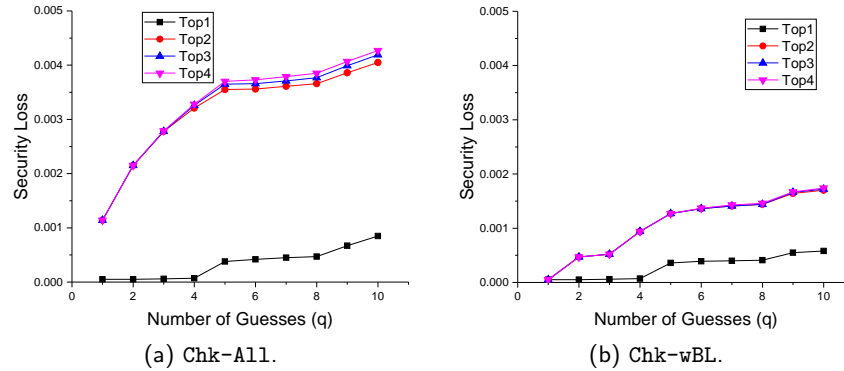 0.005
0.004
0.003
0.002
0.001
0.000
Security Loss
0 2 4 6 8 10
Number of Guesses (q)
Top1
Top2
Top3
Top4
(a) Chk-All.
0.005
0.004
0.003
0.002
0.001
0.000
Security Loss
0 2 4 6 8 10
Number of Guesses (q)
Top1
Top2
Top3
Top4
(b) Chk-wBL.